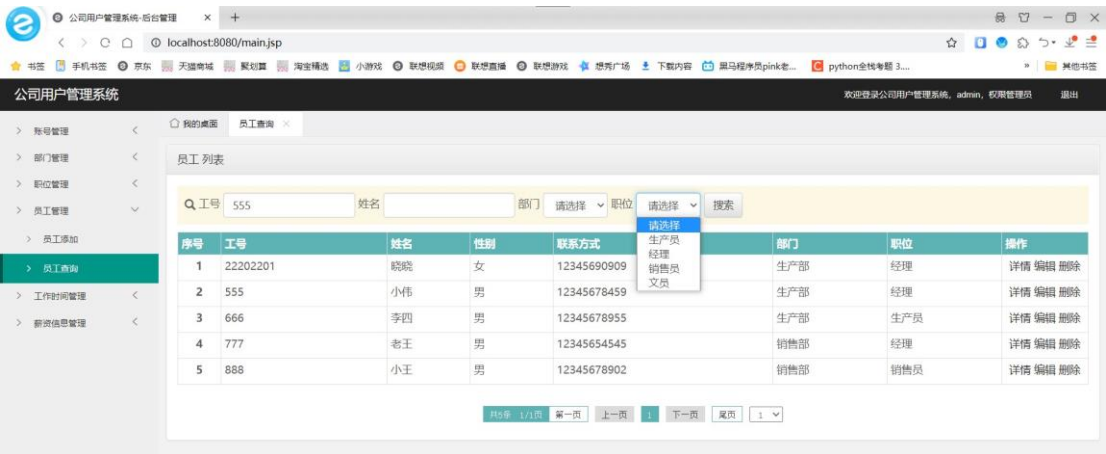 公司用户管理系统-后台管理
localhost:8080/main.jsp
书签 手机书签 京东 天猫商城 聚划算 淘宝精选 小游戏 联想视频 联想直播 联想游戏 想秀广场 下载内容 黑马程序员pink老... python全栈考题 3.... » 其他书签
公司用户管理系统 欢迎登录公司用户管理系统, admin, 权限管理员 退出
账号管理
部门管理
职位管理
员工管理
员工添加
员工查询
工作时间管理
薪资信息管理
我的桌面 员工查询
员工 列表
工号 555 姓名 部门 请选择 职位 请选择 搜索
请选择
生产员
经理
销售员
文员
序号 工号 姓名 性别 联系方式 部门 职位 操作
1 22202201 晓晓 女 12345690909 生产部 经理 详情 编辑 删除
2 555 小伟 男 12345678459 生产部 经理 详情 编辑 删除
3 666 李四 男 12345678955 生产部 生产员 详情 编辑 删除
4 777 老王 男 12345654545 销售部 经理 详情 编辑 删除
5 888 小王 男 12345678902 销售部 销售员 详情 编辑 删除
共5条 1/1页 第一页 上一页 1 下一页 尾页 1